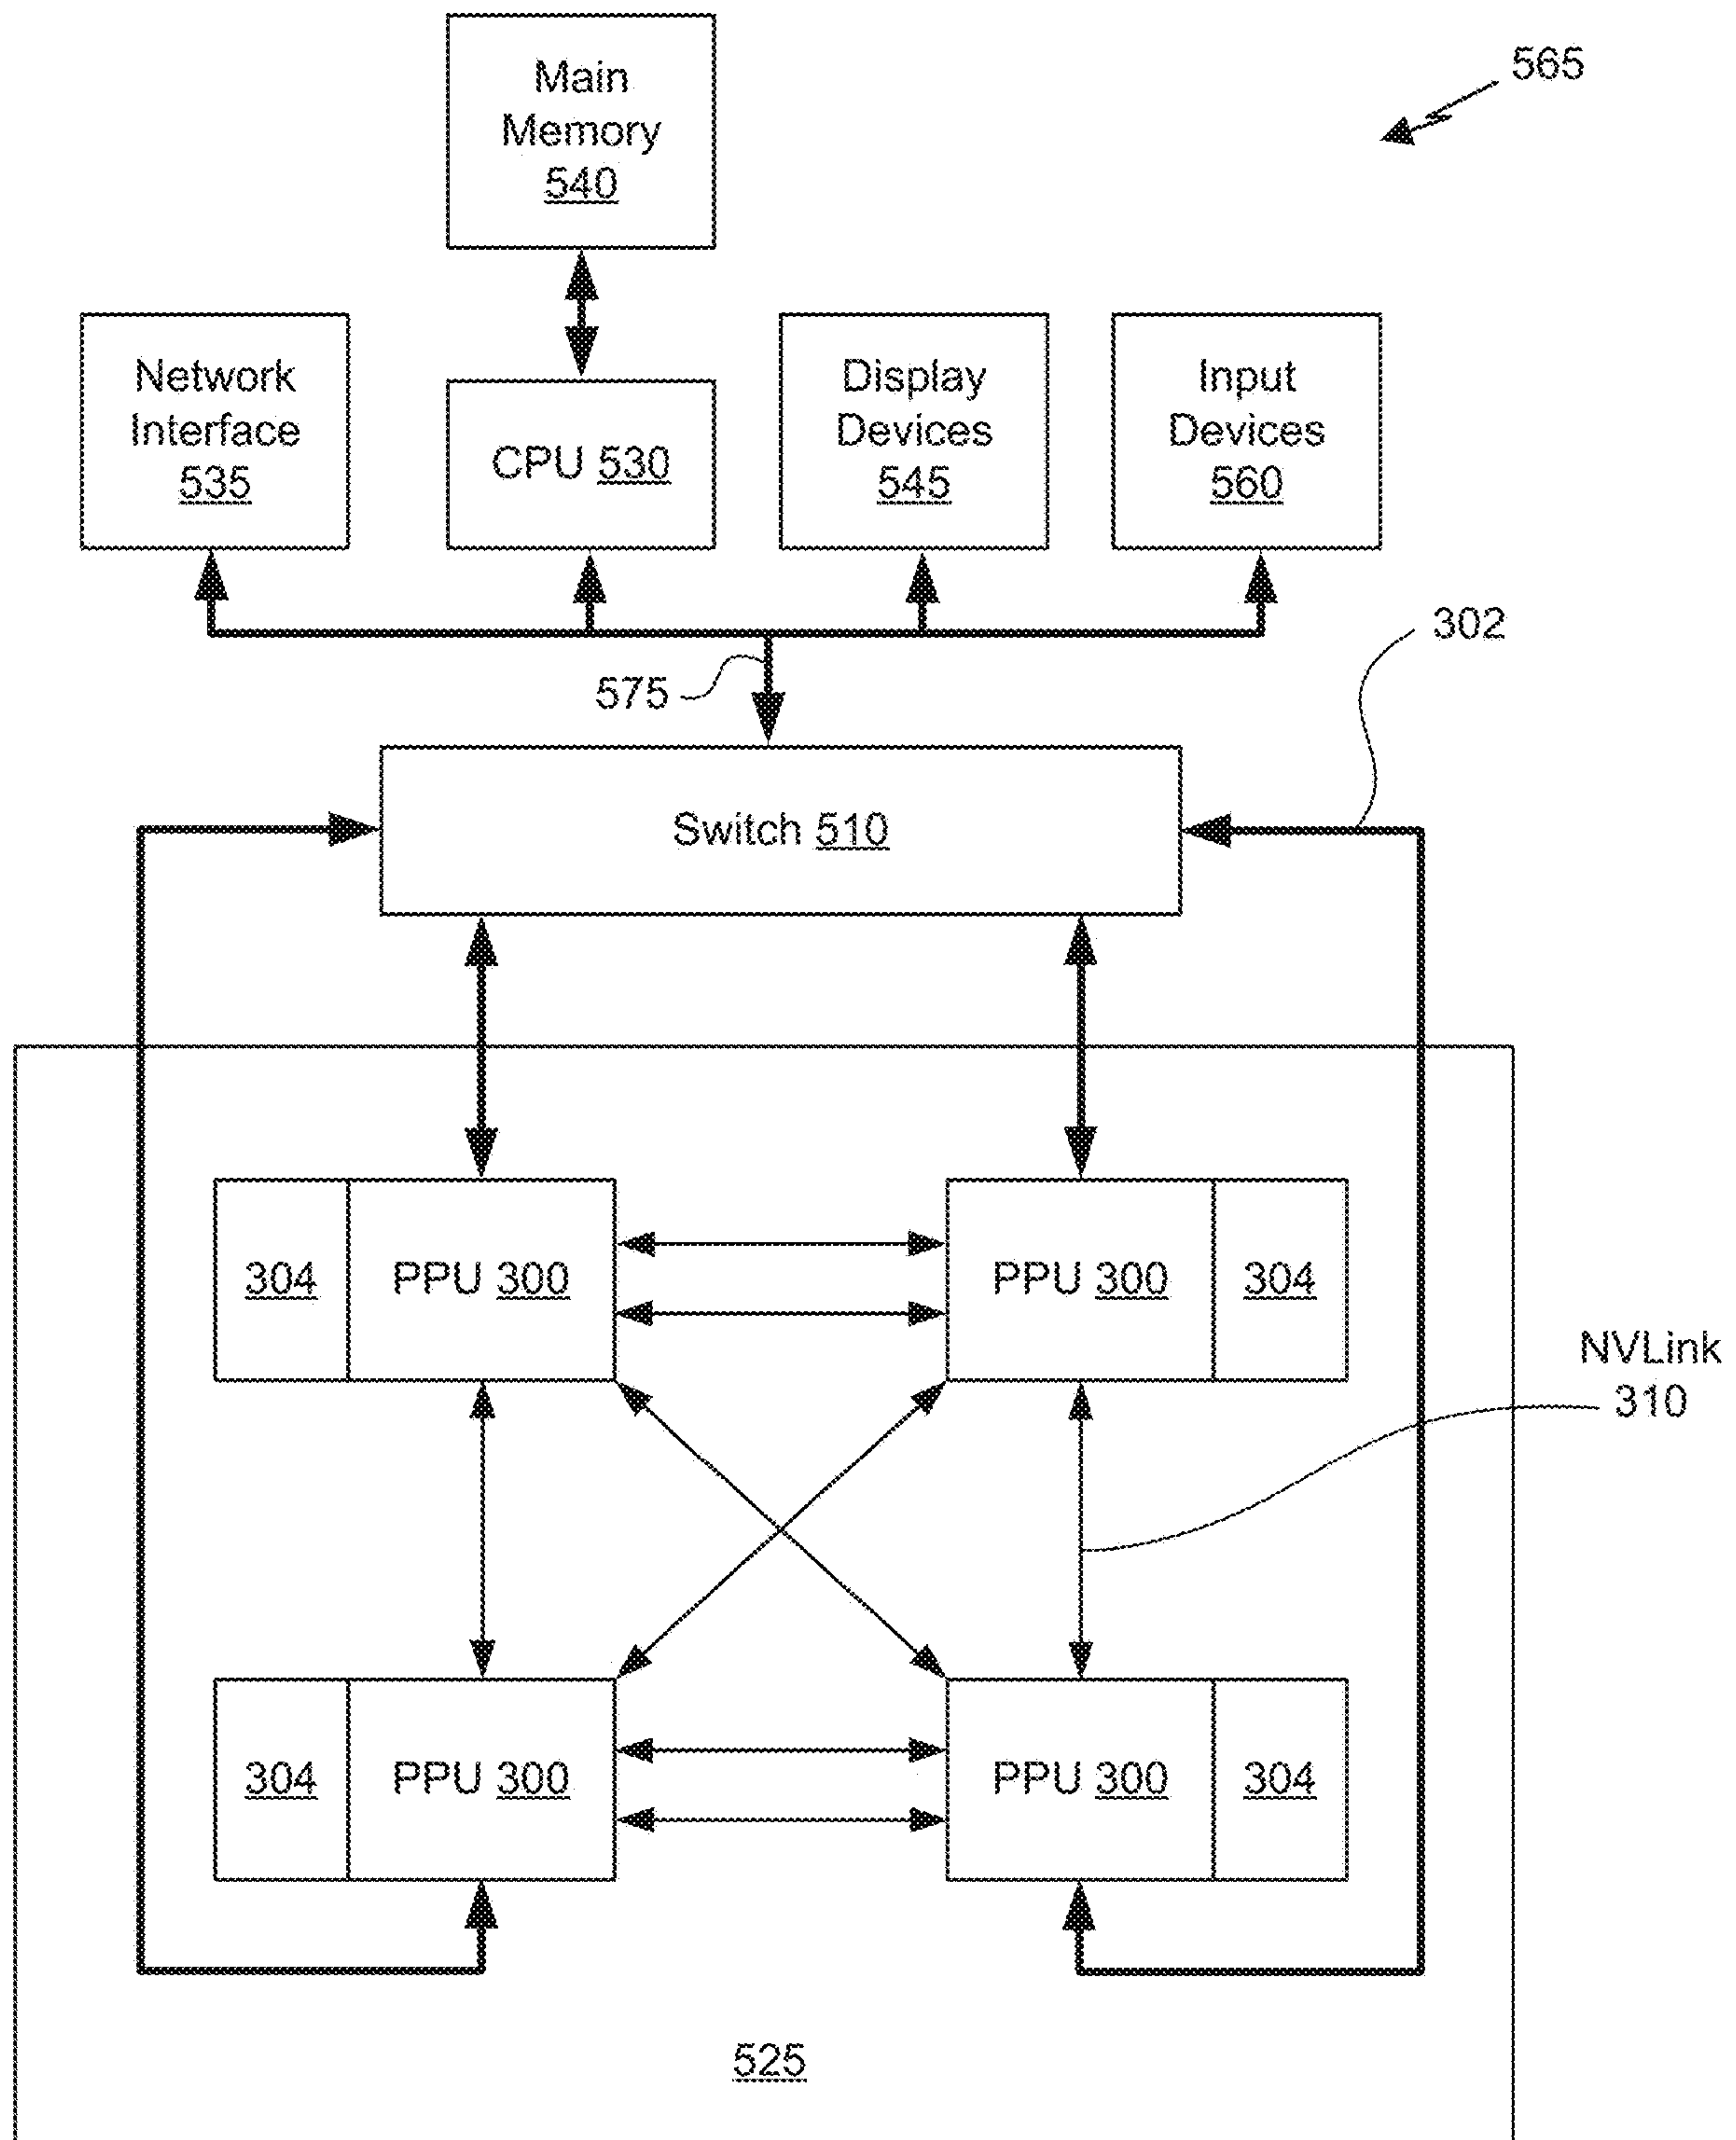 565
Main
Memory
540
Network
Interface
535
CPU 530
Display
Devices
545
Input
Devices
560
302
575
Switch 510
304 PPU 300
PPU 300 304
NVLink
310
304 PPU 300
PPU 300 304
525